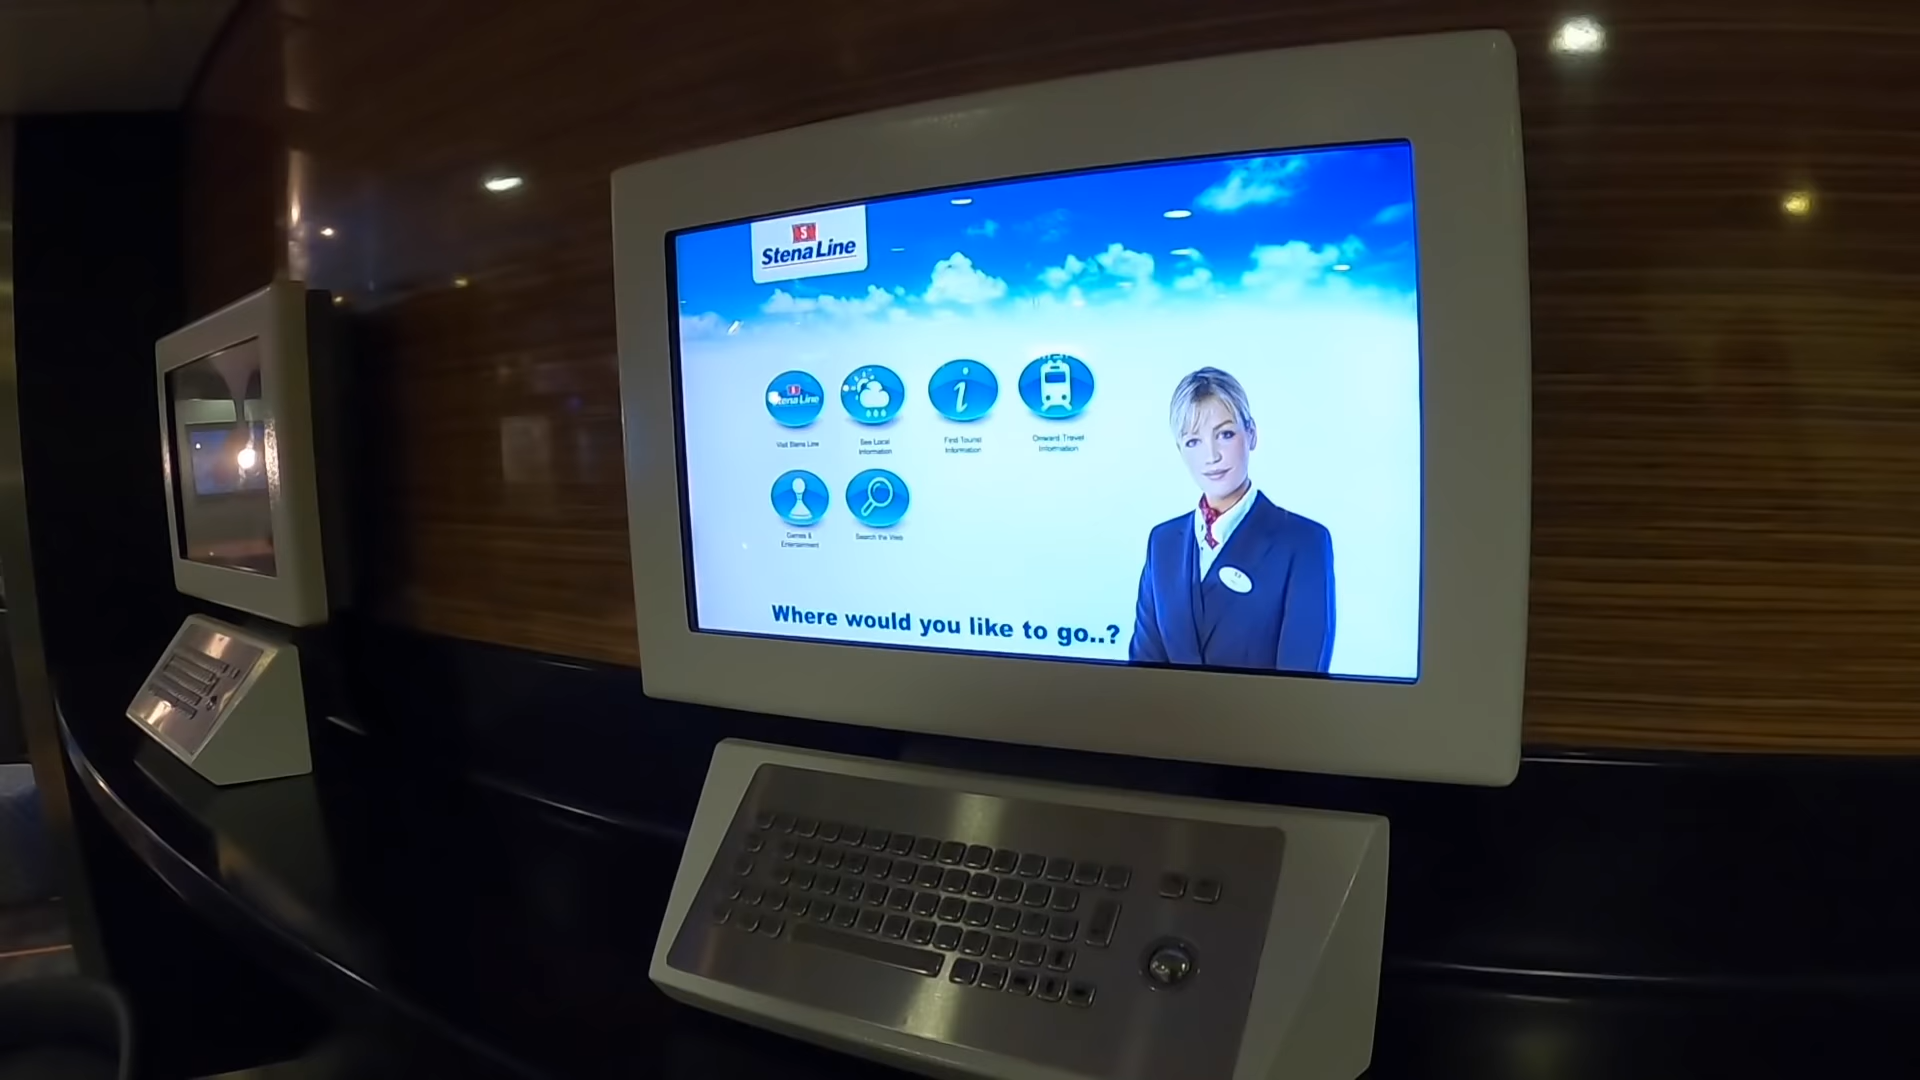 S
Stena Line
Stena Line
Visit Stena Line
See Local
Information
Find Tourist
Information
Onward Travel
Information
Games &
Entertainment
Search the Web
Where would you like to go..?